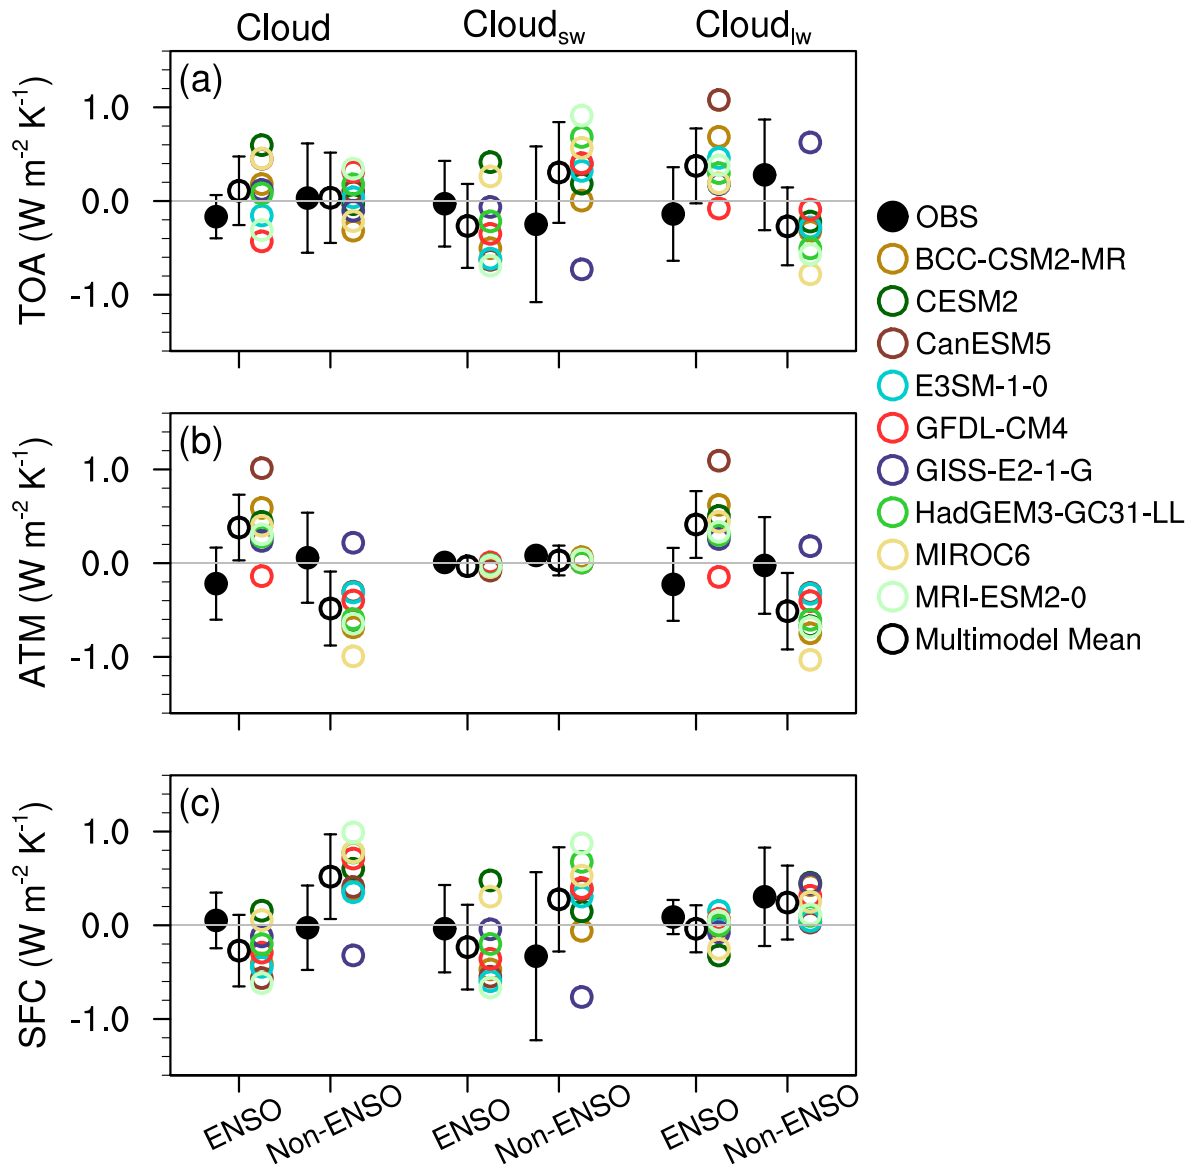 Cloud Cloud_sw Cloud_lw
(a)
TOA (W m⁻² K⁻¹)
1.0
0.0
-1.0
(b)
ATM (W m⁻² K⁻¹)
1.0
0.0
-1.0
(c)
SFC (W m⁻² K⁻¹)
1.0
0.0
-1.0
ENSO Non-ENSO ENSO Non-ENSO ENSO Non-ENSO
OBS
BCC-CSM2-MR
CESM2
CanESM5
E3SM-1-0
GFDL-CM4
GISS-E2-1-G
HadGEM3-GC31-LL
MIROC6
MRI-ESM2-0
Multimodel Mean